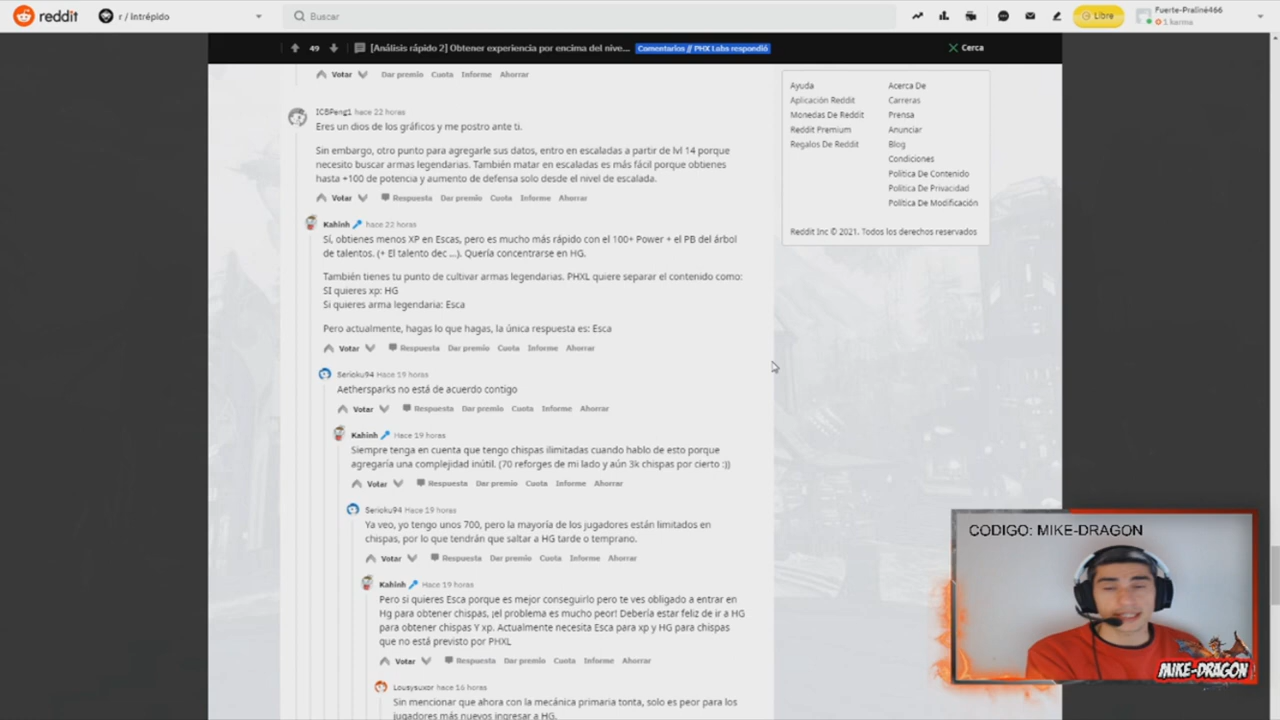 reddit
r / Intrépido
Buscar
Libre
Fuerte-Praliné466
1 karma
49
[Análisis rápido 2] Obtener experiencia por encima del nive...
Comentarios // PHX Labs respondió
Cerca
Votar Dar premio Cuota Informe Ahorrar
ICBPeng1 hace 22 horas
Eres un dios de los gráficos y me postro ante ti.
Sin embargo, otro punto para agregarle sus datos, entro en escaladas a partir de lvl 14 porque
necesito buscar armas legendarias. También matar en escaladas es más fácil porque obtienes
hasta +100 de potencia y aumento de defensa solo desde el nivel de escalada.
Votar Respuesta Dar premio Cuota Informe Ahorrar
Kahinh hace 22 horas
Sí, obtienes menos XP en Escas, pero es mucho más rápido con el 100+ Power + el PB del árbol
de talentos. (+ El talento dec ...). Quería concentrarse en HG.
También tienes tu punto de cultivar armas legendarias. PHXL quiere separar el contenido como:
SI quieres xp: HG
Si quieres arma legendaria: Esca
Pero actualmente, hagas lo que hagas, la única respuesta es: Esca
Votar Respuesta Dar premio Cuota Informe Ahorrar
Serioku94 Hace 19 horas
Aethersparks no está de acuerdo contigo
Votar Respuesta Dar premio Cuota Informe Ahorrar
Kahinh Hace 19 horas
Siempre tenga en cuenta que tengo chispas ilimitadas cuando hablo de esto porque
agregaría una complejidad inútil. (70 reforges de mi lado y aún 3k chispas por cierto :))
Votar Respuesta Dar premio Cuota Informe Ahorrar
Serioku94 Hace 19 horas
Ya veo, yo tengo unos 700, pero la mayoría de los jugadores están limitados en
chispas, por lo que tendrán que saltar a HG tarde o temprano.
Votar Respuesta Dar premio Cuota Informe Ahorrar
Kahinh Hace 19 horas
Pero si quieres Esca porque es mejor conseguirlo pero te ves obligado a entrar en
Hg para obtener chispas, ¡el problema es mucho peor! Debería estar feliz de ir a HG
para obtener chispas Y xp. Actualmente necesita Esca para xp y HG para chispas
que no está previsto por PHXL
Votar Respuesta Dar premio Cuota Informe Ahorrar
Lousysuxor hace 16 horas
Sin mencionar que ahora con la mecánica primaria tonta, solo es peor para los
jugadores más nuevos ingresar a HG.
Ayuda
Aplicación Reddit
Monedas De Reddit
Reddit Premium
Regalos De Reddit
Acerca De
Carreras
Prensa
Anunciar
Blog
Condiciones
Política De Contenido
Política De Privacidad
Política De Modificación
Reddit Inc © 2021. Todos los derechos reservados
CODIGO: MIKE-DRAGON
MIKE-DRAGON